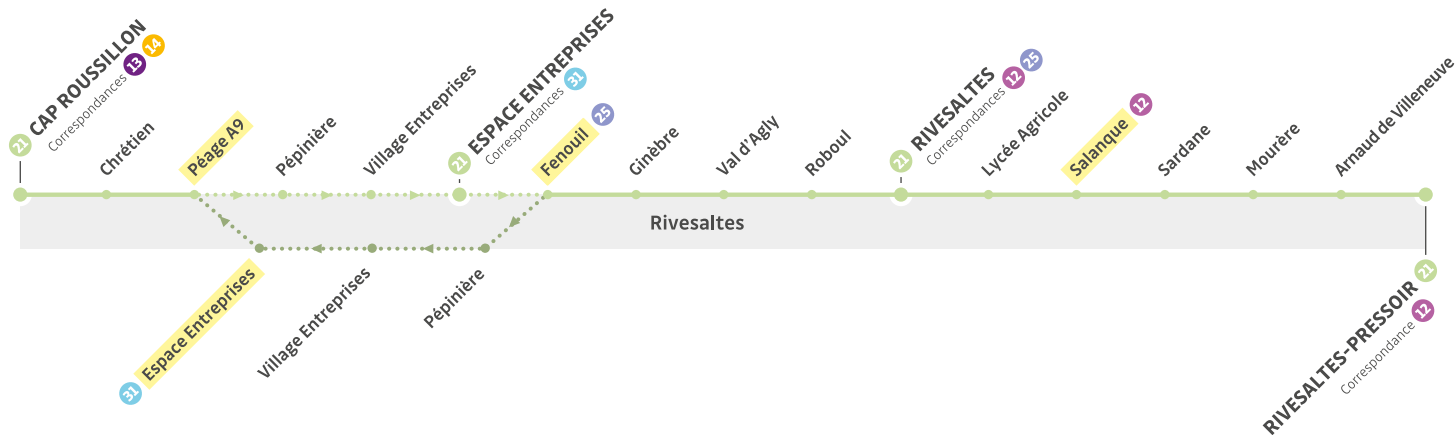 21 CAP ROUSSILLON
Correspondances 13 14
Chrétien
Péage A9
Pépinière
Village Entreprises
21 ESPACE ENTREPRISES
Correspondances 31
Fenouil 25
Ginèbre
Val d'Agly
Roboul
21 RIVESALTES
Correspondances 12 25
Lycée Agricole
Salanque 12
Sardane
Mourère
Arnaud de Villeneuve
Rivesaltes
31 Espace Entreprises
Village Entreprises
Pépinière
RIVESALTES-PRESSOIR 21
Correspondance 12